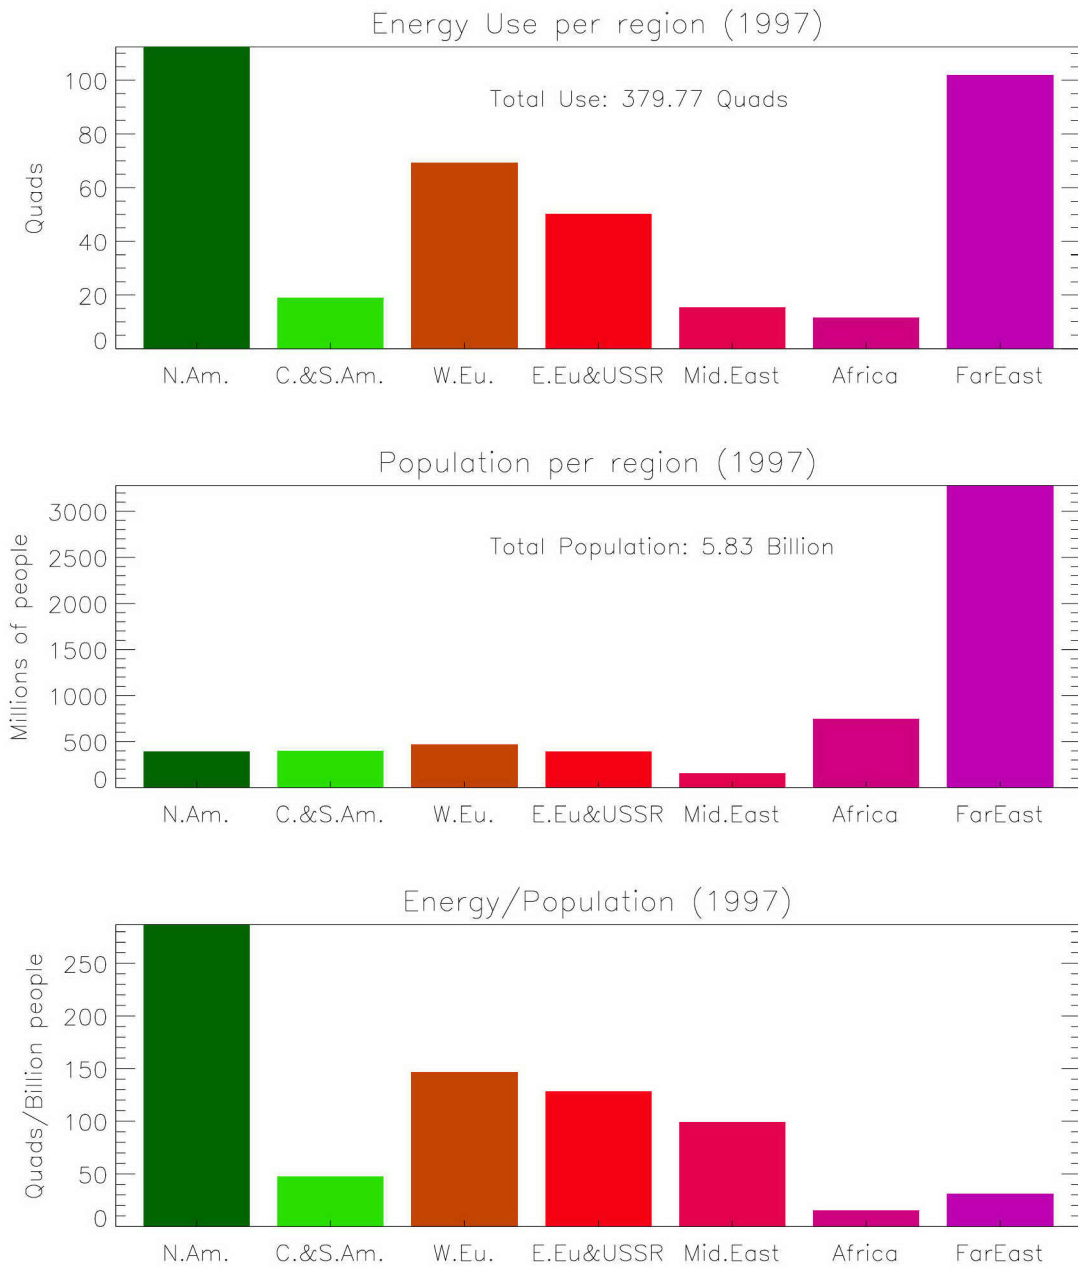 Energy Use per region (1997)
Total Use: 379.77 Quads
Quads
100
80
60
40
20
0
N.Am. C.&S.Am. W.Eu. E.Eu&USSR Mid.East Africa FarEast
Population per region (1997)
Total Population: 5.83 Billion
Millions of people
3000
2500
2000
1500
1000
500
0
N.Am. C.&S.Am. W.Eu. E.Eu&USSR Mid.East Africa FarEast
Energy/Population (1997)
Quads/Billion people
250
200
150
100
50
0
N.Am. C.&S.Am. W.Eu. E.Eu&USSR Mid.East Africa FarEast